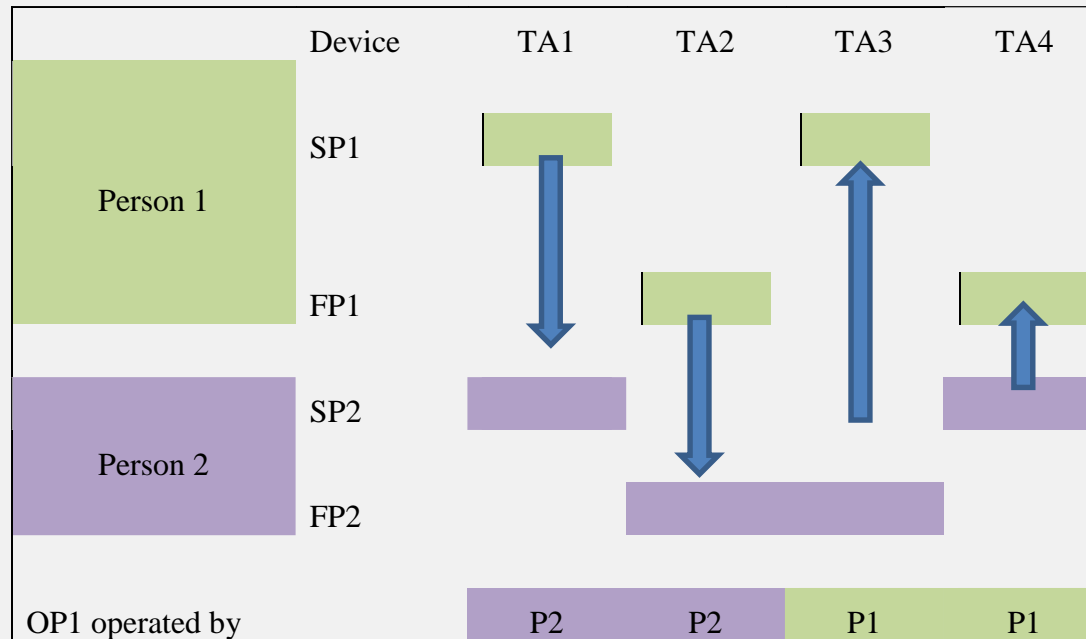 Device TA1 TA2 TA3 TA4
SP1
Person 1
FP1
SP2
Person 2
FP2
OP1 operated by P2 P2 P1 P1